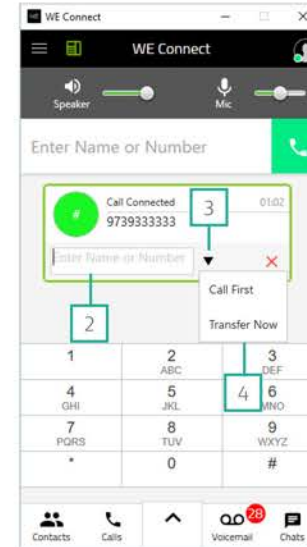 WE Connect
WE Connect
Speaker
Mic
Enter Name or Number
Call Connected
01:02
#
9739333333
3
Enter Name or Number
2
Call First
Transfer Now
4
1
2
ABC
3
DEF
4
GHI
5
JKL
6
MNO
7
PQRS
8
TUV
9
WXYZ
*
0
#
28
Contacts
Calls
Voicemail
Chats